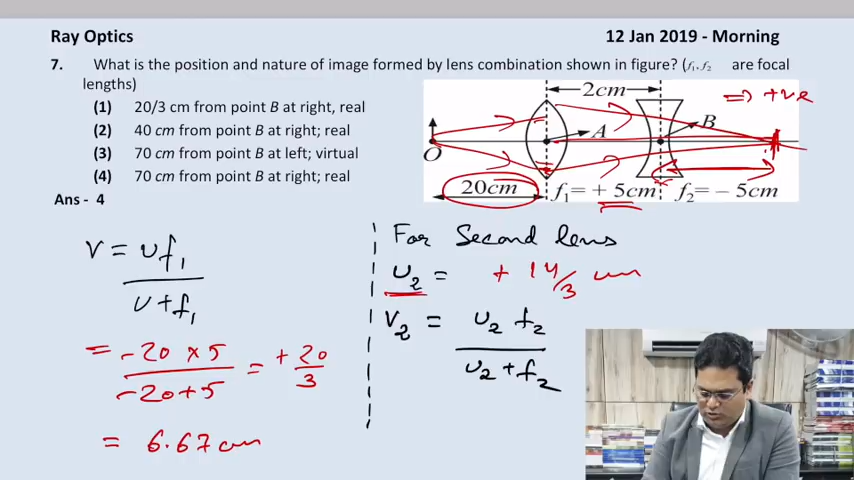 Ray Optics
12 Jan 2019 - Morning
7. What is the position and nature of image formed by lens combination shown in figure? (f₁, f₂ are focal
lengths)
(1) 20/3 cm from point B at right, real
(2) 40 cm from point B at right; real
(3) 70 cm from point B at left; virtual
(4) 70 cm from point B at right; real
Ans - 4
2cm
⇒ +ve
A
B
O
20cm
f₁= + 5cm
f₂= − 5cm
V = uf₁
u+f₁
= -20 × 5
-20+5
= + 20
3
= 6.67 cm
For Second lens
u₂ = + 14/3 cm
V₂ = u₂ f₂
u₂ + f₂